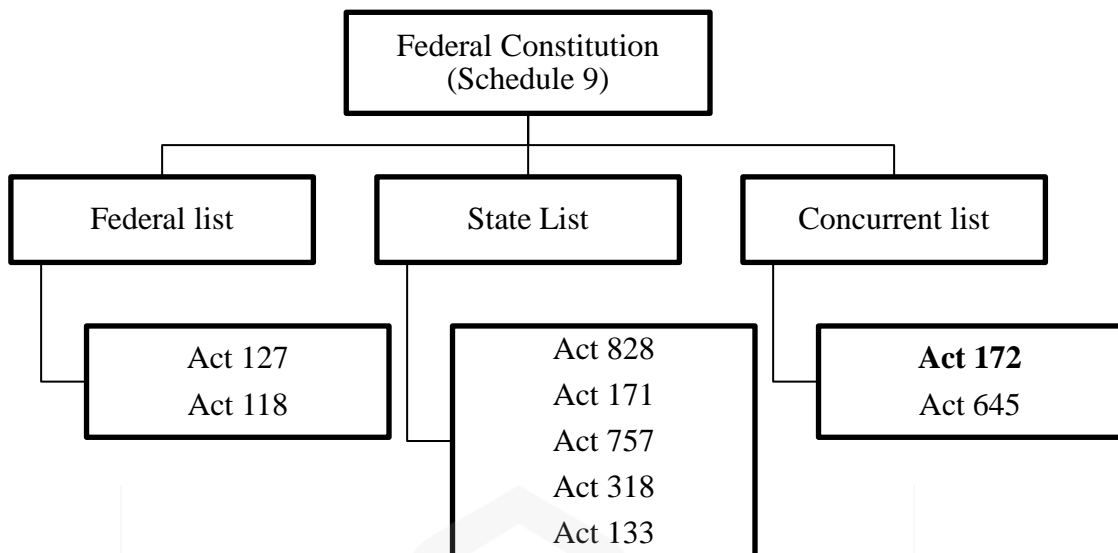 Federal Constitution
(Schedule 9)
Federal list
State List
Concurrent list
Act 127
Act 118
Act 828
Act 171
Act 757
Act 318
Act 133
Act 172
Act 645